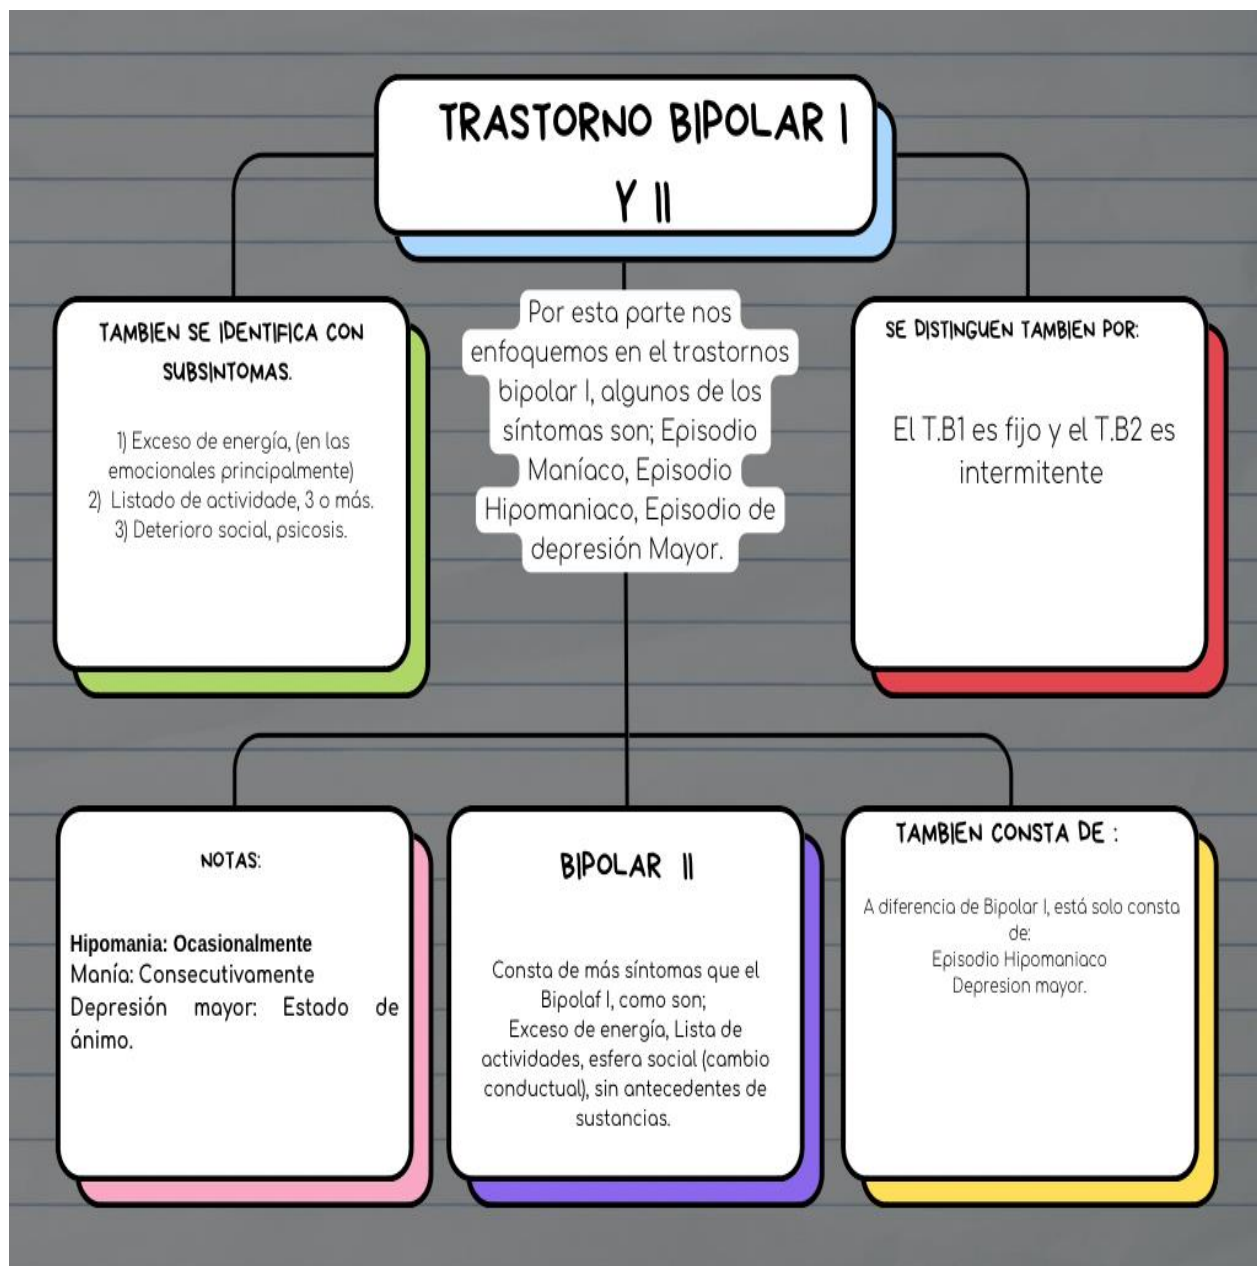 TRASTORNO BIPOLAR I
Y II
TAMBIEN SE IDENTIFICA CON
SUBSINTOMAS.
1) Exceso de energía, (en las
emocionales principalmente)
2) Listado de actividade, 3 o más.
3) Deterioro social, psicosis.
Por esta parte nos
enfoquemos en el trastornos
bipolar I, algunos de los
síntomas son; Episodio
Maníaco, Episodio
Hipomaniaco, Episodio de
depresión Mayor.
SE DISTINGUEN TAMBIEN POR:
El T.B1 es fijo y el T.B2 es
intermitente
NOTAS:
Hipomania: Ocasionalmente
Manía: Consecutivamente
Depresión mayor: Estado de
ánimo.
BIPOLAR II
Consta de más síntomas que el
Bipolaf I, como son;
Exceso de energía, Lista de
actividades, esfera social (cambio
conductual), sin antecedentes de
sustancias.
TAMBIEN CONSTA DE :
A diferencia de Bipolar I, está solo consta
de:
Episodio Hipomaniaco
Depresion mayor.